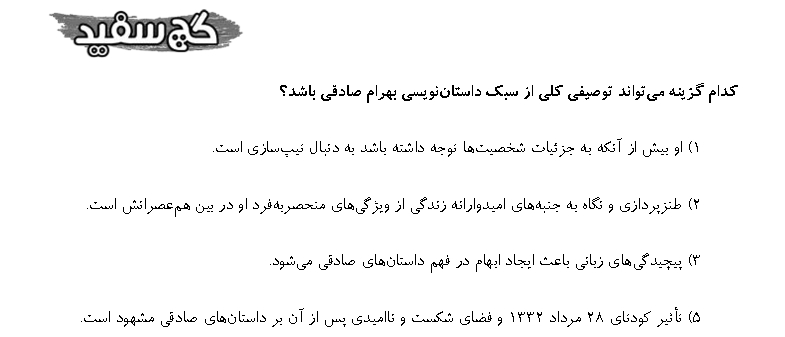 گچ سفید
کدام گزینه می‌تواند توصیفی کلی از سبک داستان‌نویسی بهرام صادقی باشد؟
۱) او بیش از آنکه به جزئیات شخصیت‌ها توجه داشته باشد به دنبال تیپ‌سازی است.
۲) طنزپردازی و نگاه به جنبه‌های امیدوارانه زندگی از ویژگی‌های منحصربه‌فرد او در بین هم‌عصرانش است.
۳) پیچیدگی‌های زبانی باعث ایجاد ابهام در فهم داستان‌های صادقی می‌شود.
۵) تأثیر کودتای ۲۸ مرداد ۱۳۳۲ و فضای شکست و ناامیدی پس از آن بر داستان‌های صادقی مشهود است.